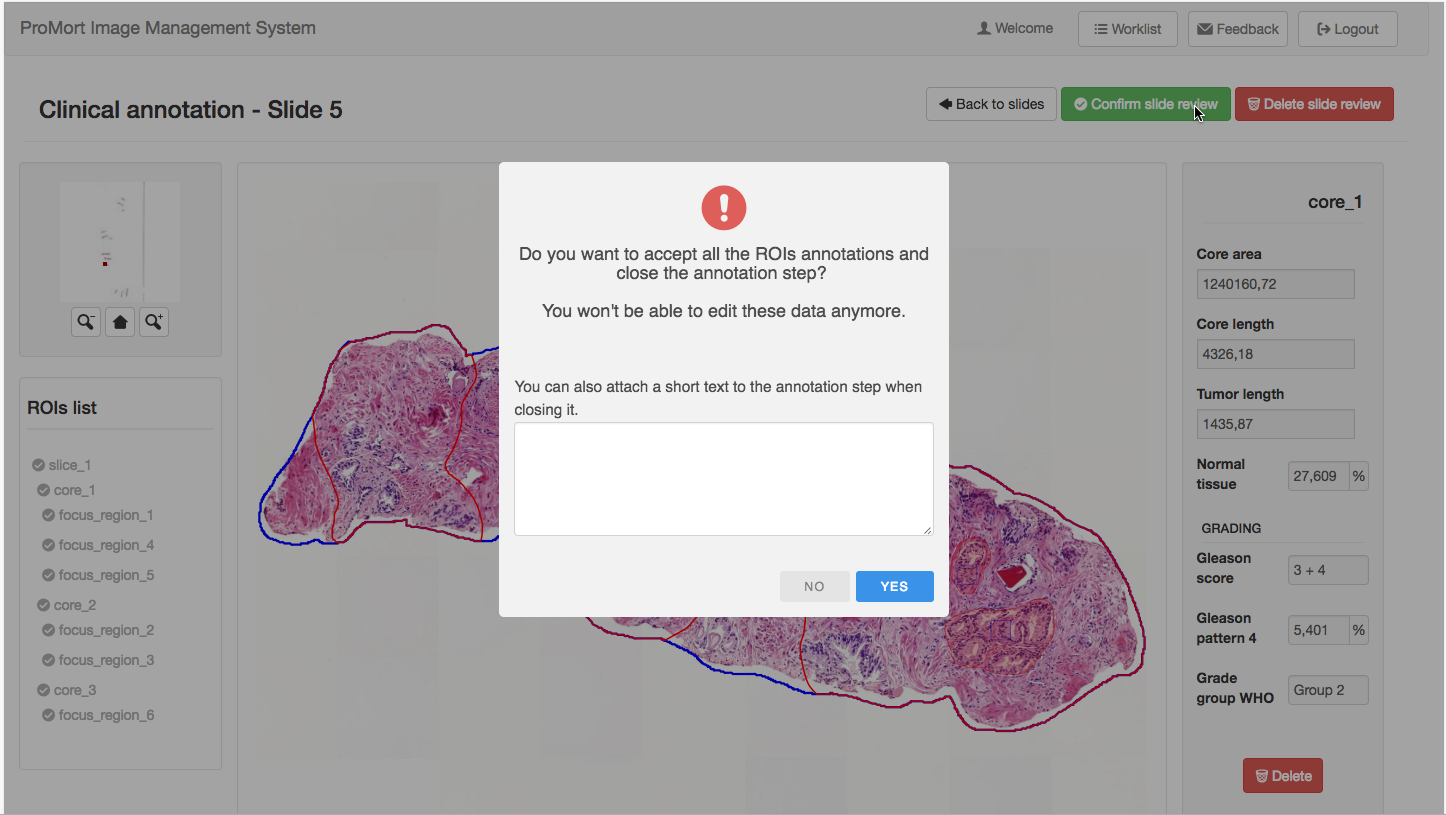 ProMort Image Management System
Welcome
Worklist
Feedback
Logout
Clinical annotation - Slide 5
Back to slides
Confirm slide review
Delete slide review
ROIs list
slice_1
core_1
focus_region_1
focus_region_4
focus_region_5
core_2
focus_region_2
focus_region_3
core_3
focus_region_6
Do you want to accept all the ROIs annotations and
close the annotation step?
You won't be able to edit these data anymore.
You can also attach a short text to the annotation step when
closing it.
NO
YES
core_1
Core area
1240160,72
Core length
4326,18
Tumor length
1435,87
Normal
tissue
27,609 %
GRADING
Gleason
score
3 + 4
Gleason
pattern 4
5,401 %
Grade
group WHO
Group 2
Delete